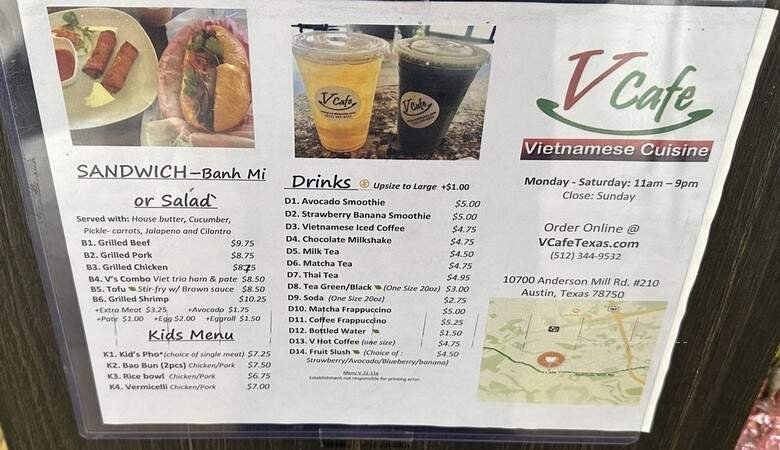 V Cafe
V Cafe
SANDWICH-Banh Mi
or Salad
Served with: House butter, Cucumber,
Pickle- carrots, Jalapeno and Cilantro
B1. Grilled Beef $9.75
B2. Grilled Pork $8.75
B3. Grilled Chicken
B4. V's Combo Viet trio ham & pate $8.50
B5. Tofu Stir-fry w/ Brown sauce $8.50
B6. Grilled Shrimp $10.25
+Extra Meat $3.25 +Avocado $1.75
+Pate $1.00 +Egg $2.00 +Eggroll $1.50
Kids Menu
K1. Kid's Pho*(choice of single meat) $7.25
K2. Bao Bun (2pcs) Chicken/Pork $7.50
K3. Rice bowl Chicken/Pork $6.75
K4. Vermicelli Chicken/Pork $7.00
Drinks Upsize to Large +$1.00
D1. Avocado Smoothie $5.00
D2. Strawberry Banana Smoothie $5.00
D3. Vietnamese Iced Coffee $4.75
D4. Chocolate Milkshake $4.75
D5. Milk Tea $4.50
D6. Matcha Tea $4.75
D7. Thai Tea $4.95
D8. Tea Green/Black (One Size 20oz) $3.00
D9. Soda (One Size 20oz) $2.75
D10. Matcha Frappuccino $5.00
D11. Coffee Frappuccino $5.25
D12. Bottled Water $1.50
D13. V Hot Coffee (one size) $4.75
D14. Fruit Slush (Choice of : $4.50
Strawberry/Avocado/Blueberry/banana)
Menu V.22.11a
Establishment not responsible for printing error.
V Cafe
Vietnamese Cuisine
Monday - Saturday: 11am – 9pm
Close: Sunday
Order Online @
VCafeTexas.com
(512) 344-9532
10700 Anderson Mill Rd. #210
Austin, Texas 78750